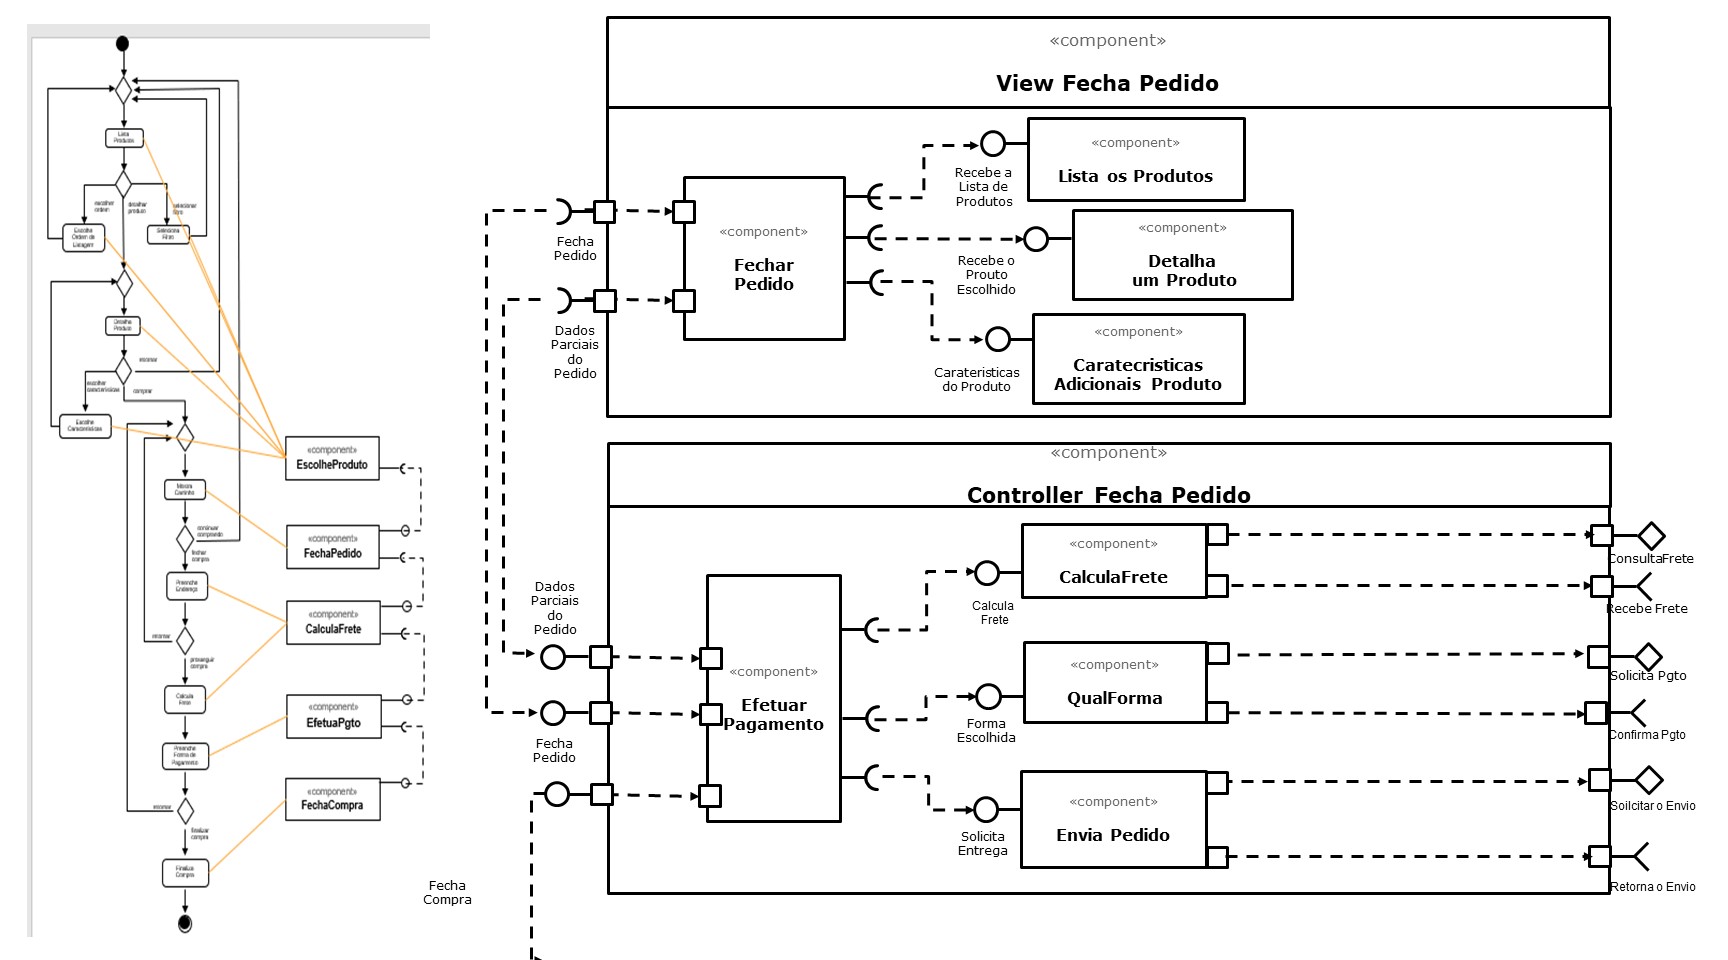 Lista
Produtos
escolher
ordem
detalhar
produto
selecionar
filtro
Escolhe
Ordem de
Listagem
Seleciona
Filtro
Detalha
Produto
retornar
escolher
características
comprar
Escolhe
Características
Mostra
Carrinho
continuar
comprando
fechar
compra
Preenche
Endereço
retornar
prosseguir
compra
Calcula
Frete
Preenche
Forma de
Pagamento
retornar
finalizar
compra
Finaliza
Compra
«component»
EscolheProduto
«component»
FechaPedido
«component»
CalculaFrete
«component»
EfetuaPgto
«component»
FechaCompra
«component»
View Fecha Pedido
«component»
Fechar
Pedido
Fecha
Pedido
Dados
Parciais
do
Pedido
Recebe a
Lista de
Produtos
«component»
Lista os Produtos
Recebe o
Prouto
Escolhido
«component»
Detalha
um Produto
Carateristicas
do Produto
«component»
Caratecristicas
Adicionais Produto
«component»
Controller Fecha Pedido
Dados
Parciais
do
Pedido
Fecha
Pedido
Fecha
Compra
«component»
Efetuar
Pagamento
Calcula
Frete
«component»
CalculaFrete
ConsultaFrete
Recebe Frete
Forma
Escolhida
«component»
QualForma
Solicita Pgto
Confirma Pgto
Solicita
Entrega
«component»
Envia Pedido
Soilcitar o Envio
Retorna o Envio